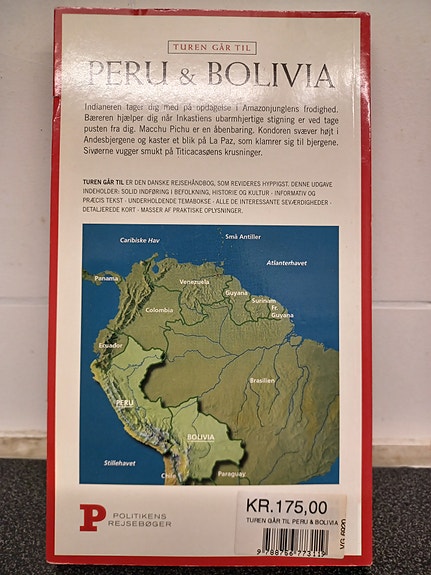 TUREN GÅR TIL
PERU & BOLIVIA
Indianeren tager dig med på opdagelse i Amazonjunglens frodighed.
Bæreren hjælper dig når Inkastiens ubarmhjertige stigning er ved tage
pusten fra dig. Macchu Pichu er en åbenbaring. Kondoren svæver højt i
Andesbjergene og kaster et blik på La Paz, som klamrer sig til bjergene.
Sivøerne vugger smukt på Titicacasøens krusninger.
TUREN GÅR TIL ER DEN DANSKE REJSEHÅNDBOG, SOM REVIDERES HYPPIGST. DENNE UDGAVE
INDEHOLDER: SOLID INDFØRING I BEFOLKNING, HISTORIE OG KULTUR · INFORMATIV OG
PRÆCIS TEKST · UNDERHOLDENDE TEMABOKSE · ALLE DE INTERESSANTE SEVÆRDIGHEDER ·
DETALJEREDE KORT · MASSER AF PRAKTISKE OPLYSNINGER.
Caribiske Hav
Små Antiller
Atlanterhavet
Panama
Venezuela
Guyana
Surinam
Fr.
Guyana
Colombia
Ecuador
Brasilien
PERU
BOLIVIA
Stillehavet
Chile
Paraguay
P
POLITIKENS
REJSEBØGER
KR.175,00
TUREN GÅR TIL PERU & BOLIVIA
9 788756 773119